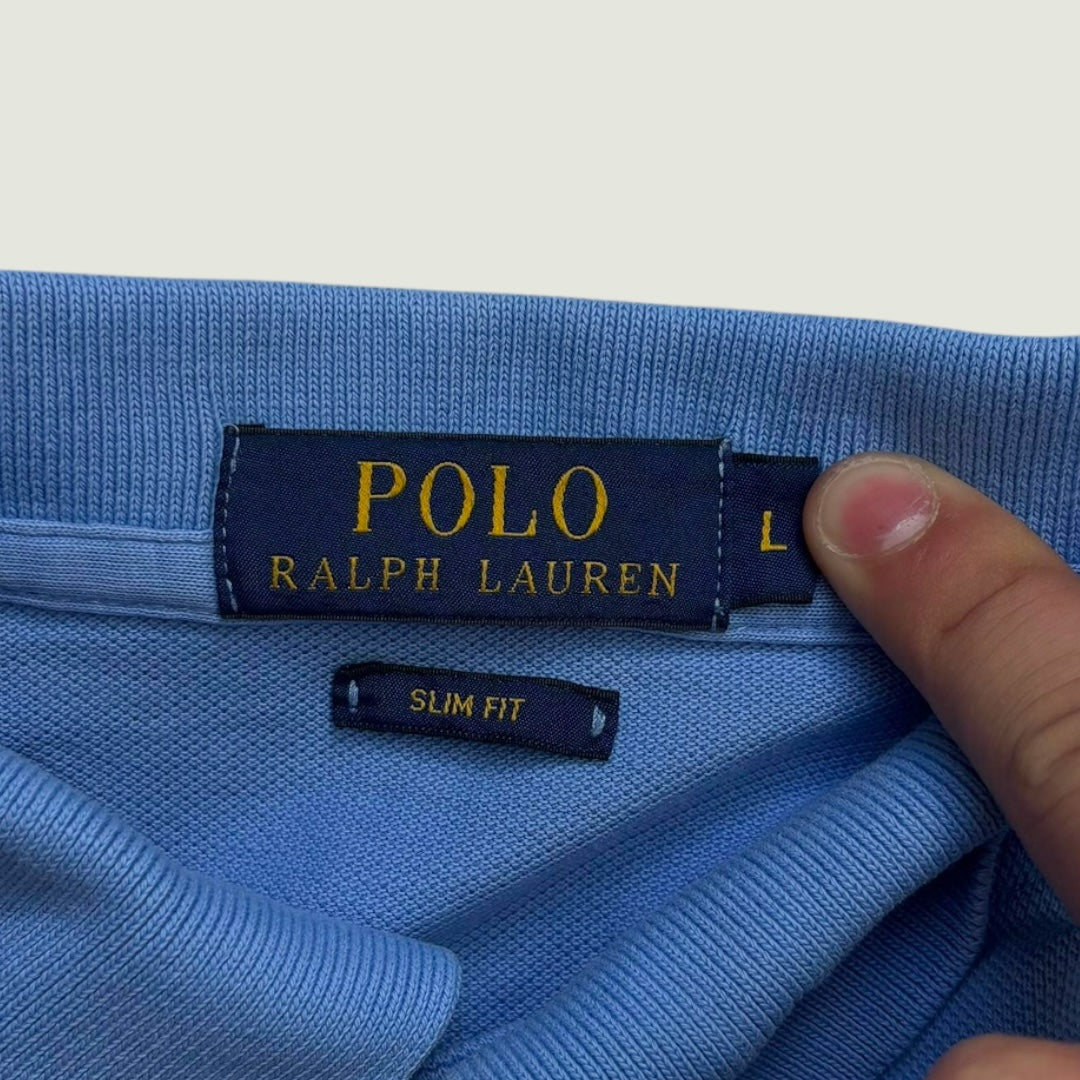 POLO
RALPH LAUREN
L
SLIM FIT